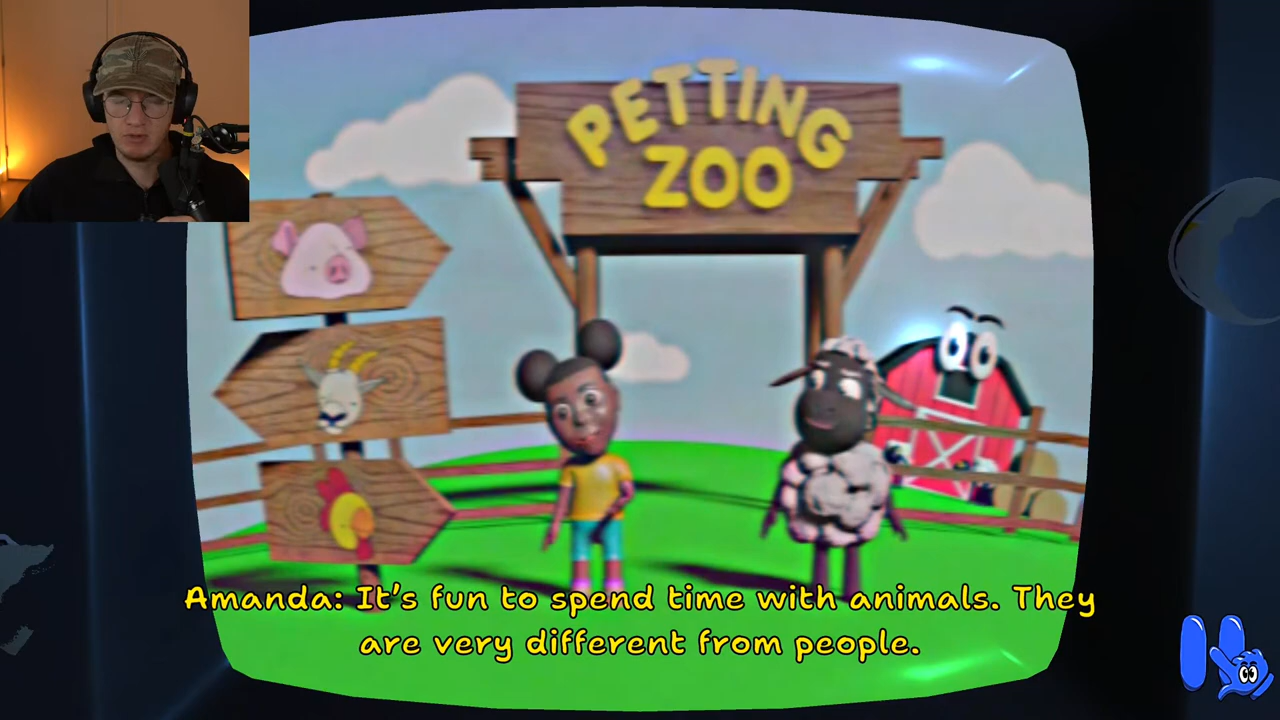 PETTING
ZOO
Amanda: It's fun to spend time with animals. They
are very different from people.